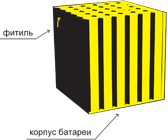 фитиль
корпус батареи